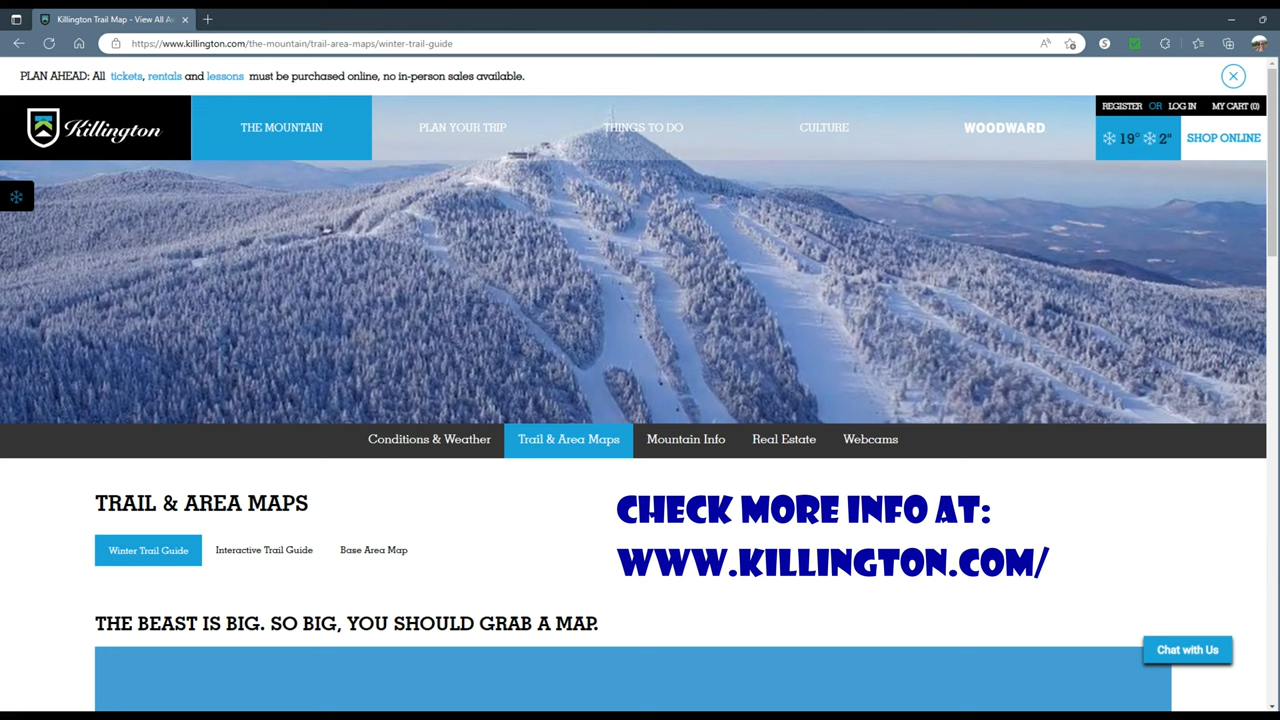 Killington Trail Map - View All Av
https://www.killington.com/the-mountain/trail-area-maps/winter-trail-guide
PLAN AHEAD: All tickets, rentals and lessons must be purchased online, no in-person sales available.
Killington
THE MOUNTAIN
PLAN YOUR TRIP
THINGS TO DO
CULTURE
WOODWARD
REGISTER OR LOG IN MY CART (0)
19° 2"
SHOP ONLINE
Conditions & Weather
Trail & Area Maps
Mountain Info
Real Estate
Webcams
TRAIL & AREA MAPS
CHECK MORE INFO AT:
WWW.KILLINGTON.COM/
Winter Trail Guide
Interactive Trail Guide
Base Area Map
THE BEAST IS BIG. SO BIG, YOU SHOULD GRAB A MAP.
Chat with Us